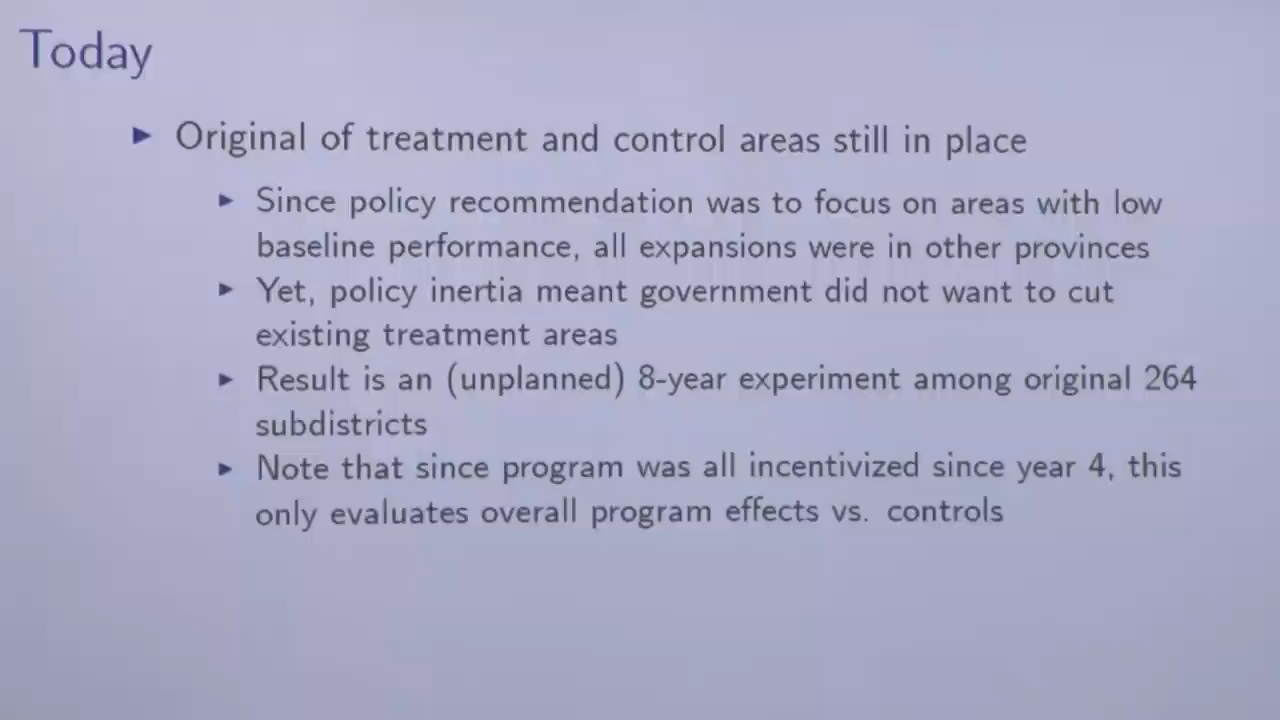 Today
Original of treatment and control areas still in place
Since policy recommendation was to focus on areas with low
baseline performance, all expansions were in other provinces
Yet, policy inertia meant government did not want to cut
existing treatment areas
Result is an (unplanned) 8-year experiment among original 264
subdistricts
Note that since program was all incentivized since year 4, this
only evaluates overall program effects vs. controls